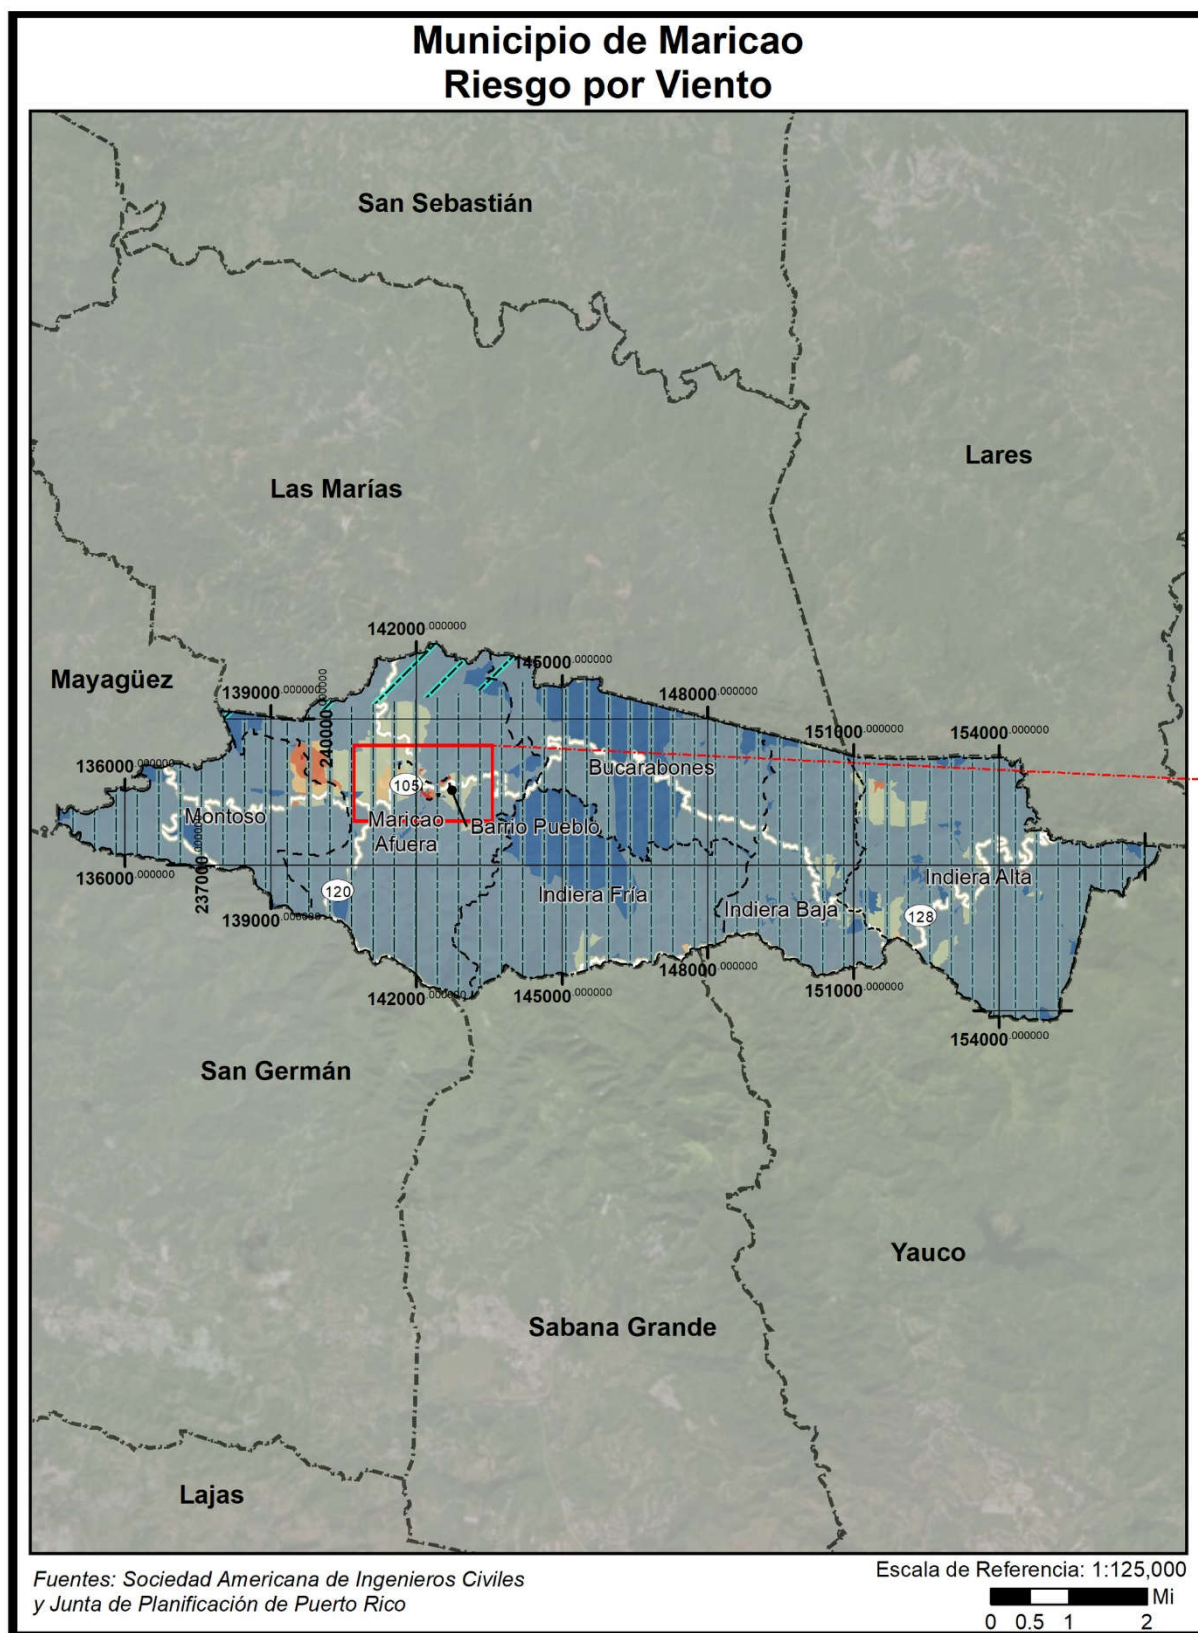 Municipio de Maricao
Riesgo por Viento
San Sebastián
Lares
Las Marías
Mayagüez
142000.000000
145000.000000
139000.000000
240000.000000
148000.000000
151000.000000
154000.000000
136000.000000
105
Bucarabones
Montoso
Maricao
Afuera
Barrio Pueblo
136000.000000
237000.000000
139000.000000
120
Indiera Fría
Indiera Baja
Indiera Alta
128
142000.000000
145000.000000
148000.000000
151000.000000
154000.000000
San Germán
Yauco
Sabana Grande
Lajas
Fuentes: Sociedad Americana de Ingenieros Civiles
y Junta de Planificación de Puerto Rico
Escala de Referencia: 1:125,000
Mi
0 0.5 1 2